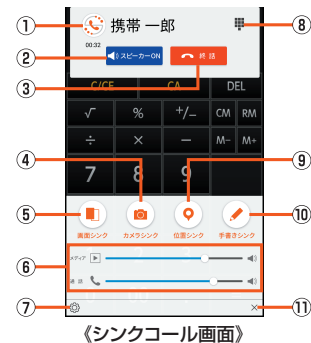 ① 携帯 一郎 ⑧
00:32
② スピーカーON 終 話
③
C/CE CA DEL
√ % +/− CM RM
÷ × − M− M+
7 8 9
④ ⑨
⑤ ⑩
画面シンク カメラシンク 位置シンク 手書きシンク
⑥ メディア
通 話
⑦ × ⑪
《シンクコール画面》